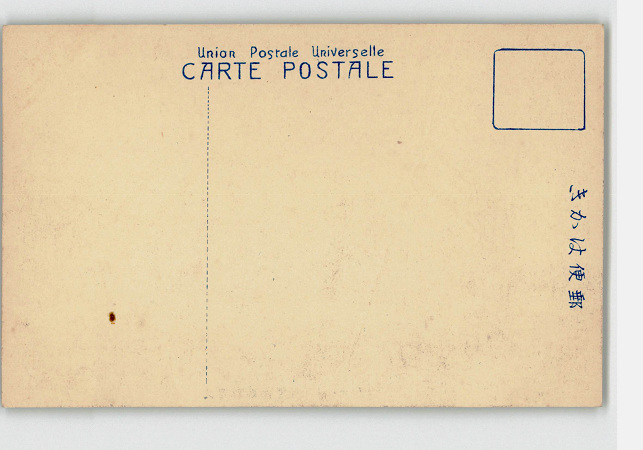 Union Postale Universelle
CARTE POSTALE
きかは便郵